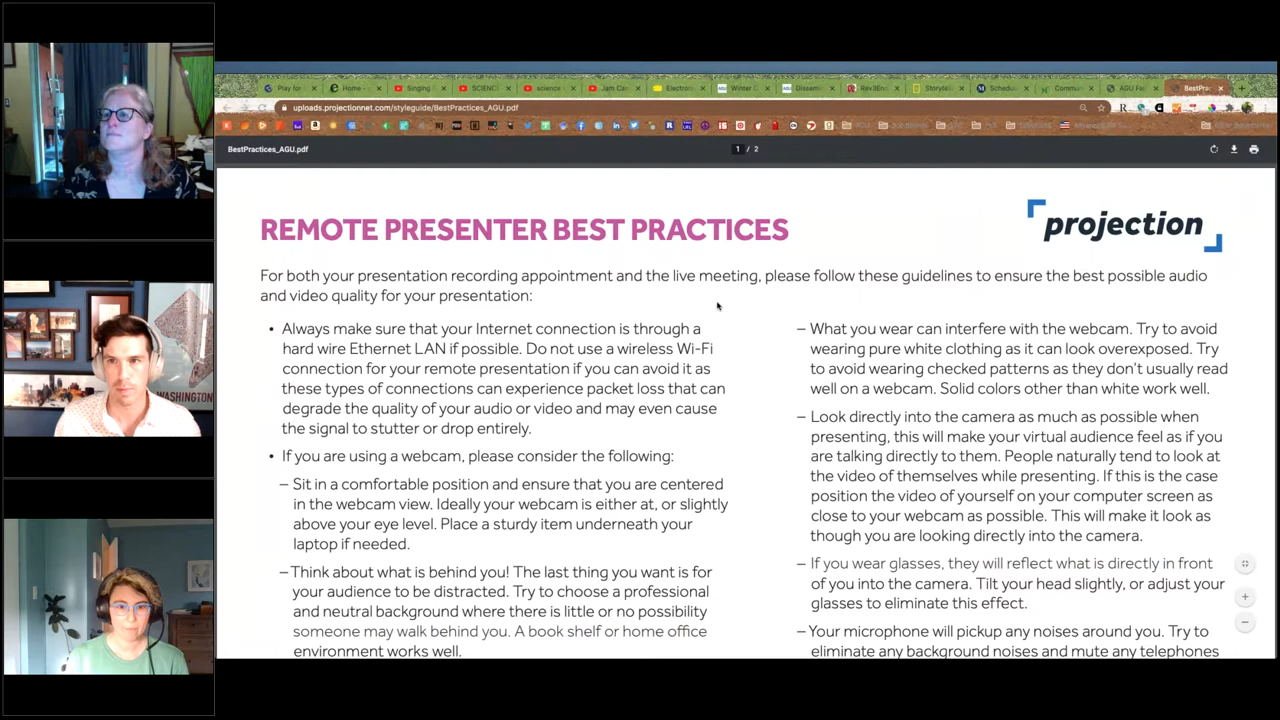 Play for
Home -
Singing
SCIENC
science
Jam Ca
Electron
Winter
Dissemin
Rev3En
Storytel
Schedu
Commun
AGU Fa
BestPrac
uploads.projectionnet.com/styleguide/BestPractices_AGU.pdf
BestPractices_AGU.pdf
1 / 2
REMOTE PRESENTER BEST PRACTICES
projection
For both your presentation recording appointment and the live meeting, please follow these guidelines to ensure the best possible audio
and video quality for your presentation:
• Always make sure that your Internet connection is through a
hard wire Ethernet LAN if possible. Do not use a wireless Wi-Fi
connection for your remote presentation if you can avoid it as
these types of connections can experience packet loss that can
degrade the quality of your audio or video and may even cause
the signal to stutter or drop entirely.
• If you are using a webcam, please consider the following:
– Sit in a comfortable position and ensure that you are centered
in the webcam view. Ideally your webcam is either at, or slightly
above your eye level. Place a sturdy item underneath your
laptop if needed.
– Think about what is behind you! The last thing you want is for
your audience to be distracted. Try to choose a professional
and neutral background where there is little or no possibility
someone may walk behind you. A book shelf or home office
environment works well.
– What you wear can interfere with the webcam. Try to avoid
wearing pure white clothing as it can look overexposed. Try
to avoid wearing checked patterns as they don't usually read
well on a webcam. Solid colors other than white work well.
– Look directly into the camera as much as possible when
presenting, this will make your virtual audience feel as if you
are talking directly to them. People naturally tend to look at
the video of themselves while presenting. If this is the case
position the video of yourself on your computer screen as
close to your webcam as possible. This will make it look as
though you are looking directly into the camera.
– If you wear glasses, they will reflect what is directly in front
of you into the camera. Tilt your head slightly, or adjust your
glasses to eliminate this effect.
– Your microphone will pickup any noises around you. Try to
eliminate any background noises and mute any telephones
WASHINGTON